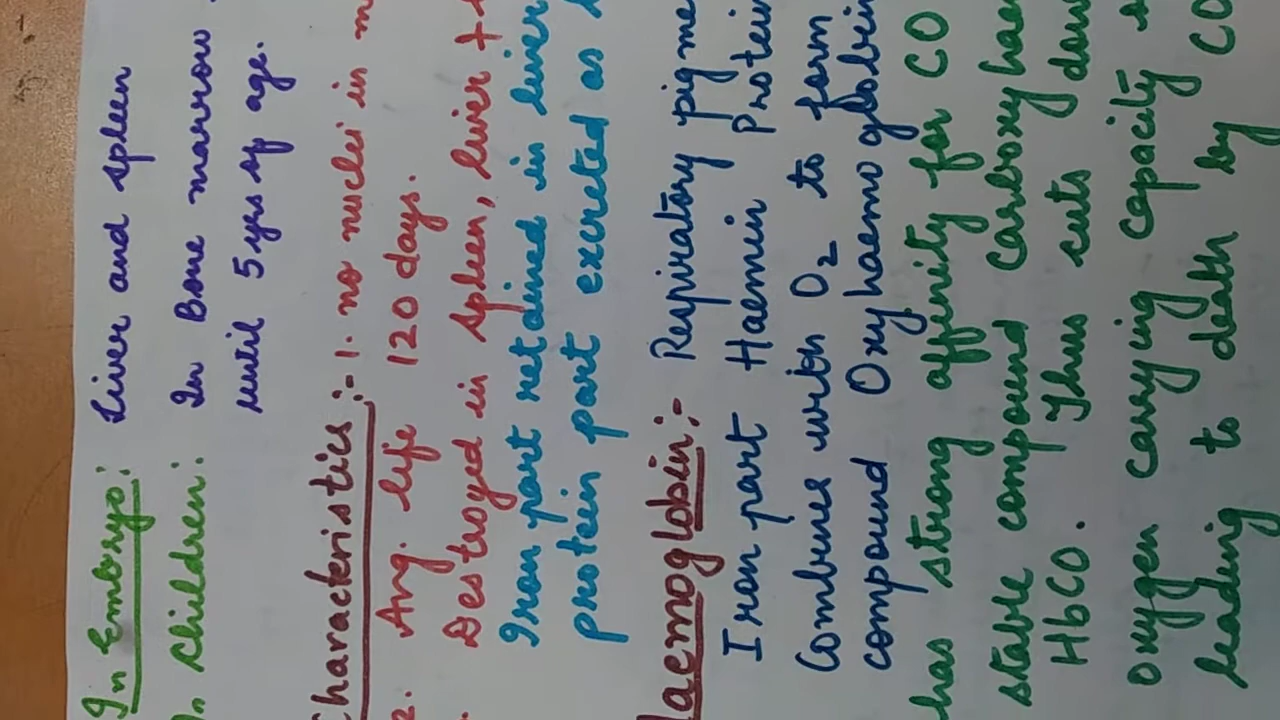 In Embryo: Liver and spleen
In Children: In Bone marrow
until 5 yrs of age.
Characteristics:- 1. no nuclei in m
2. Avg. life 120 days.
Destroyed in spleen, liver +
Iron part retained in liver
protein part excreted as
Haemoglobin:- Respiratory pigme
Iron part Haemin Protein
Combines with O2 to form
compound Oxyhaemoglobin
has strong affinity for CO
stable compound Carboxyhae
HbCO. Thus cuts down
oxygen carrying capacity
leading to death by CO